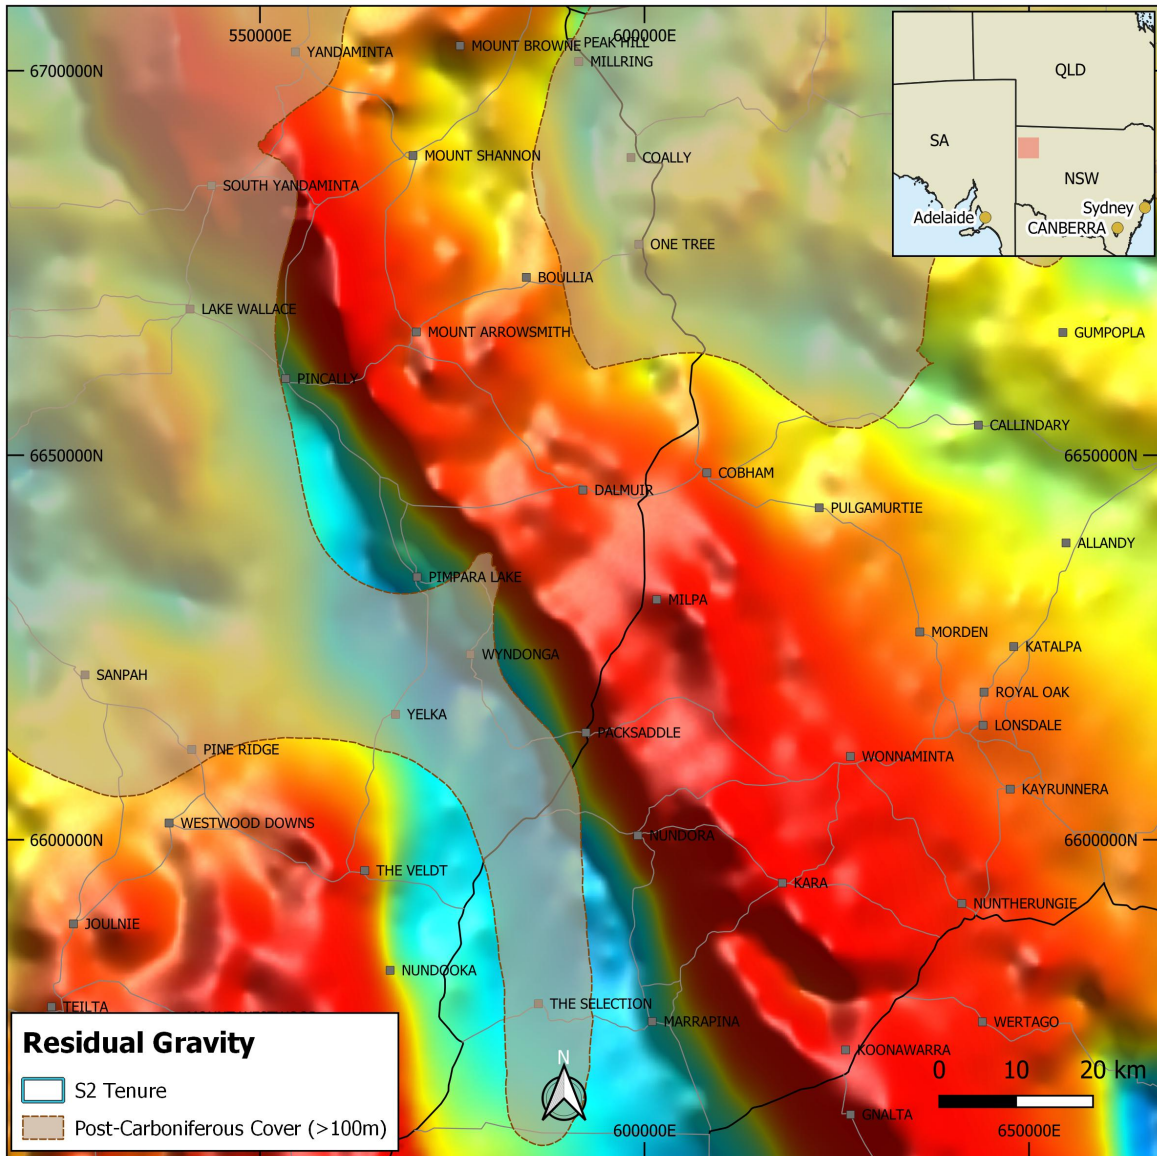 550000E
600000E
YANDAMINTA
MOUNT BROWNE
PEAK HILL
MILLRING
6700000N
QLD
SA
NSW
Sydney
Adelaide
CANBERRA
MOUNT SHANNON
COALLY
SOUTH YANDAMINTA
ONE TREE
BOULLIA
LAKE WALLACE
MOUNT ARROWSMITH
GUMPOPLA
PINCALLY
CALLINDARY
6650000N
6650000N
COBHAM
DALMUIR
PULGAMURTIE
ALLANDY
PIMPARA LAKE
MILPA
MORDEN
KATALPA
WYNDONGA
SANPAH
ROYAL OAK
YELKA
LONSDALE
PACKSADDLE
PINE RIDGE
WONNAMINTA
KAYRUNNERA
WESTWOOD DOWNS
6600000N
NUNDORA
6600000N
THE VELDT
KARA
NUNTHERUNGIE
JOULNIE
NUNDOOKA
THE SELECTION
TEILTA
MARRAPINA
WERTAGO
Residual Gravity
KOONAWARRA
N
0 10 20 km
S2 Tenure
GNALTA
Post-Carboniferous Cover (>100m)
600000E
650000E